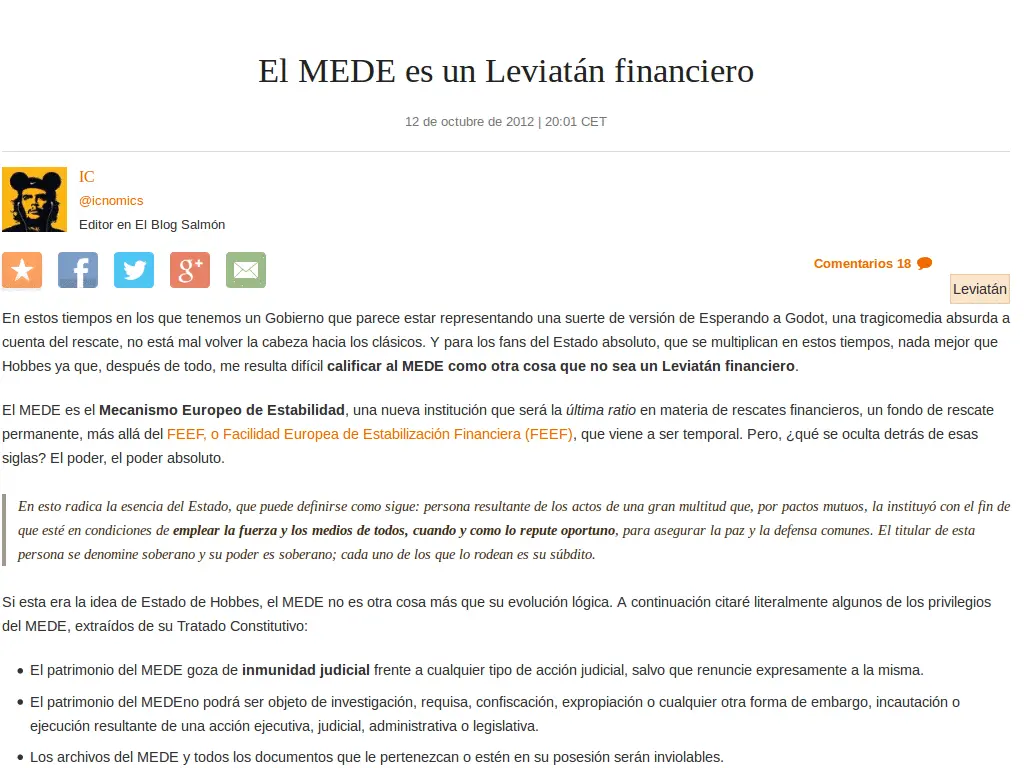 El MEDE es un Leviatán financiero
12 de octubre de 2012 | 20:01 CET
IC
@icnomics
Editor en El Blog Salmón
Comentarios 18
Leviatán
En estos tiempos en los que tenemos un Gobierno que parece estar representando una suerte de versión de Esperando a Godot, una tragicomedia absurda a
cuenta del rescate, no está mal volver la cabeza hacia los clásicos. Y para los fans del Estado absoluto, que se multiplican en estos tiempos, nada mejor que
Hobbes ya que, después de todo, me resulta difícil calificar al MEDE como otra cosa que no sea un Leviatán financiero.
El MEDE es el Mecanismo Europeo de Estabilidad, una nueva institución que será la última ratio en materia de rescates financieros, un fondo de rescate
permanente, más allá del FEEF, o Facilidad Europea de Estabilización Financiera (FEEF), que viene a ser temporal. Pero, ¿qué se oculta detrás de esas
siglas? El poder, el poder absoluto.
En esto radica la esencia del Estado, que puede definirse como sigue: persona resultante de los actos de una gran multitud que, por pactos mutuos, la instituyó con el fin de
que esté en condiciones de emplear la fuerza y los medios de todos, cuando y como lo repute oportuno, para asegurar la paz y la defensa comunes. El titular de esta
persona se denomine soberano y su poder es soberano; cada uno de los que lo rodean es su súbdito.
Si esta era la idea de Estado de Hobbes, el MEDE no es otra cosa más que su evolución lógica. A continuación citaré literalmente algunos de los privilegios
del MEDE, extraídos de su Tratado Constitutivo:
El patrimonio del MEDE goza de inmunidad judicial frente a cualquier tipo de acción judicial, salvo que renuncie expresamente a la misma.
El patrimonio del MEDEno podrá ser objeto de investigación, requisa, confiscación, expropiación o cualquier otra forma de embargo, incautación o
ejecución resultante de una acción ejecutiva, judicial, administrativa o legislativa.
Los archivos del MEDE y todos los documentos que le pertenezcan o estén en su posesión serán inviolables.